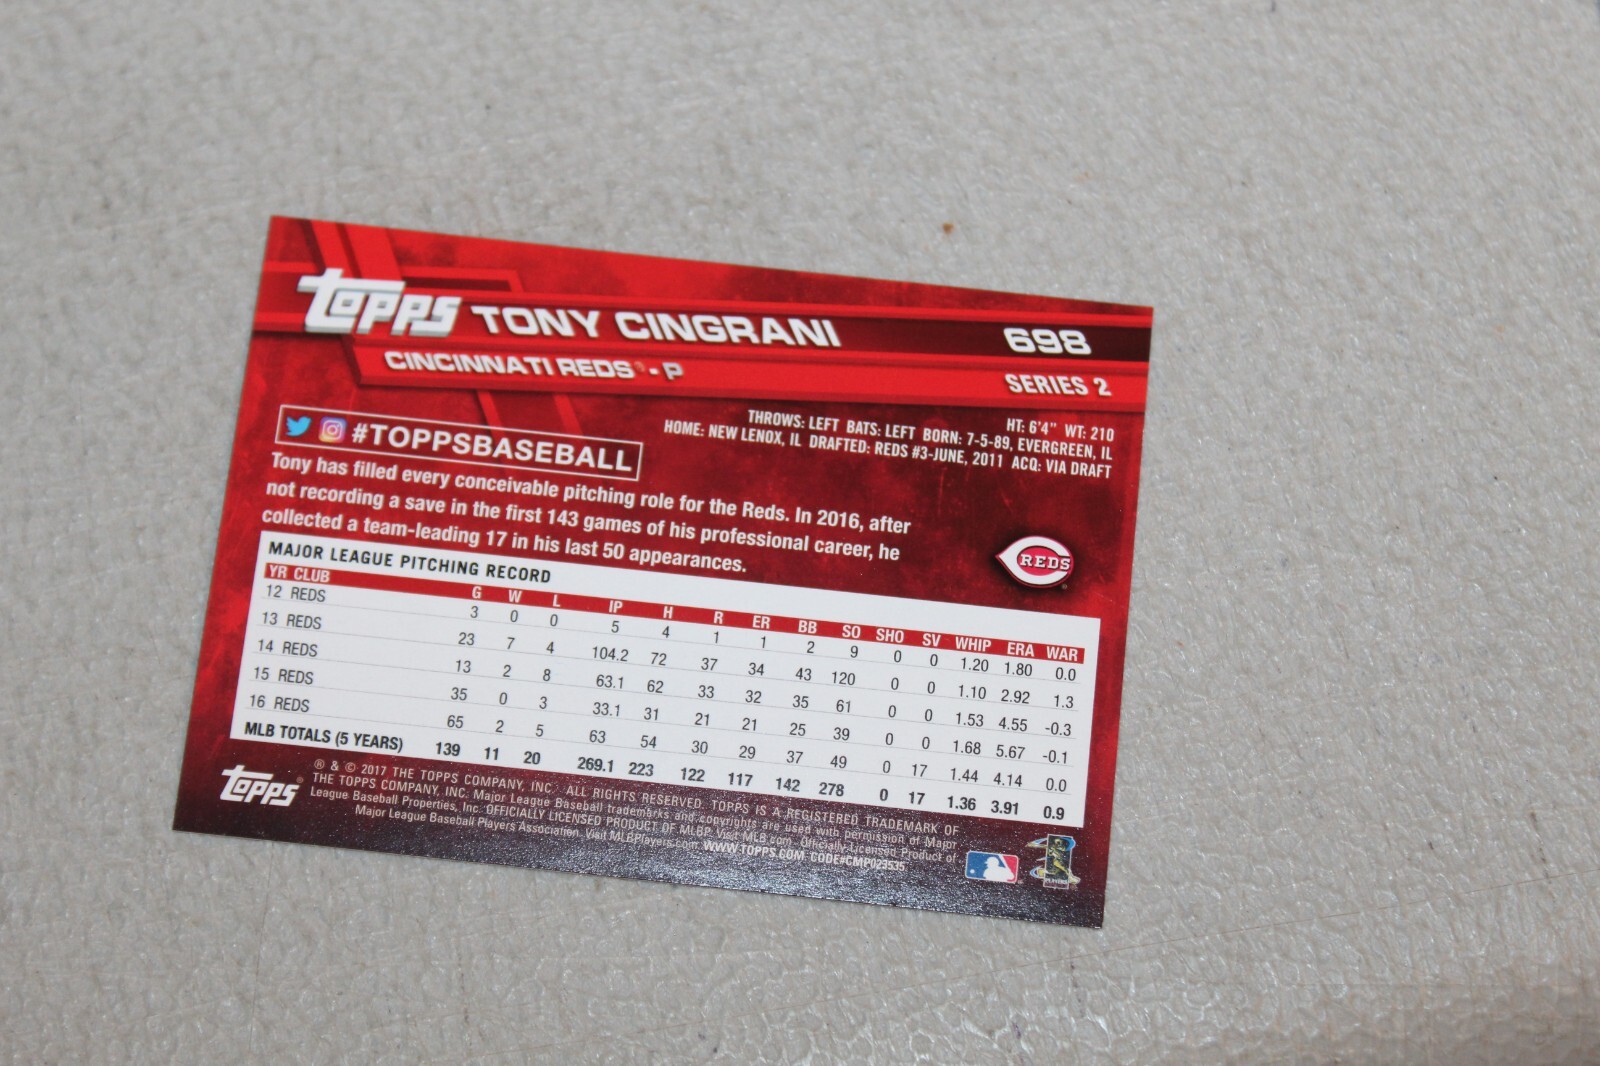 topps TONY CINGRANI 698
CINCINNATI REDS® - P SERIES 2
#TOPPSBASEBALL
HT: 6'4" WT: 210
THROWS: LEFT BATS: LEFT BORN: 7-5-89, EVERGREEN, IL
HOME: NEW LENOX, IL DRAFTED: REDS #3-JUNE, 2011 ACQ: VIA DRAFT
Tony has filled every conceivable pitching role for the Reds. In 2016, after
not recording a save in the first 143 games of his professional career, he
collected a team-leading 17 in his last 50 appearances.
REDS
MAJOR LEAGUE PITCHING RECORD
YR CLUB G W L IP H R ER BB SO SHO SV WHIP ERA WAR
12 REDS 3 0 0 5 4 1 1 2 9 0 0 1.20 1.80 0.0
13 REDS 23 7 4 104.2 72 37 34 43 120 0 0 1.10 2.92 1.3
14 REDS 13 2 8 63.1 62 33 32 35 61 0 0 1.53 4.55 -0.3
15 REDS 35 0 3 33.1 31 21 21 25 39 0 0 1.68 5.67 -0.1
16 REDS 65 2 5 63 54 30 29 37 49 0 17 1.44 4.14 0.0
MLB TOTALS (5 YEARS) 139 11 20 269.1 223 122 117 142 278 0 17 1.36 3.91 0.9
topps®
® & © 2017 THE TOPPS COMPANY, INC. ALL RIGHTS RESERVED. TOPPS IS A REGISTERED TRADEMARK OF
THE TOPPS COMPANY, INC. Major League Baseball trademarks and copyrights are used with permission of Major
League Baseball Properties, Inc. OFFICIALLY LICENSED PRODUCT OF MLBP. Visit MLB.com. Officially Licensed Product of
Major League Baseball Players Association. Visit MLBPlayers.com. WWW.TOPPS.COM CODE#CMP023535
PLAYERS